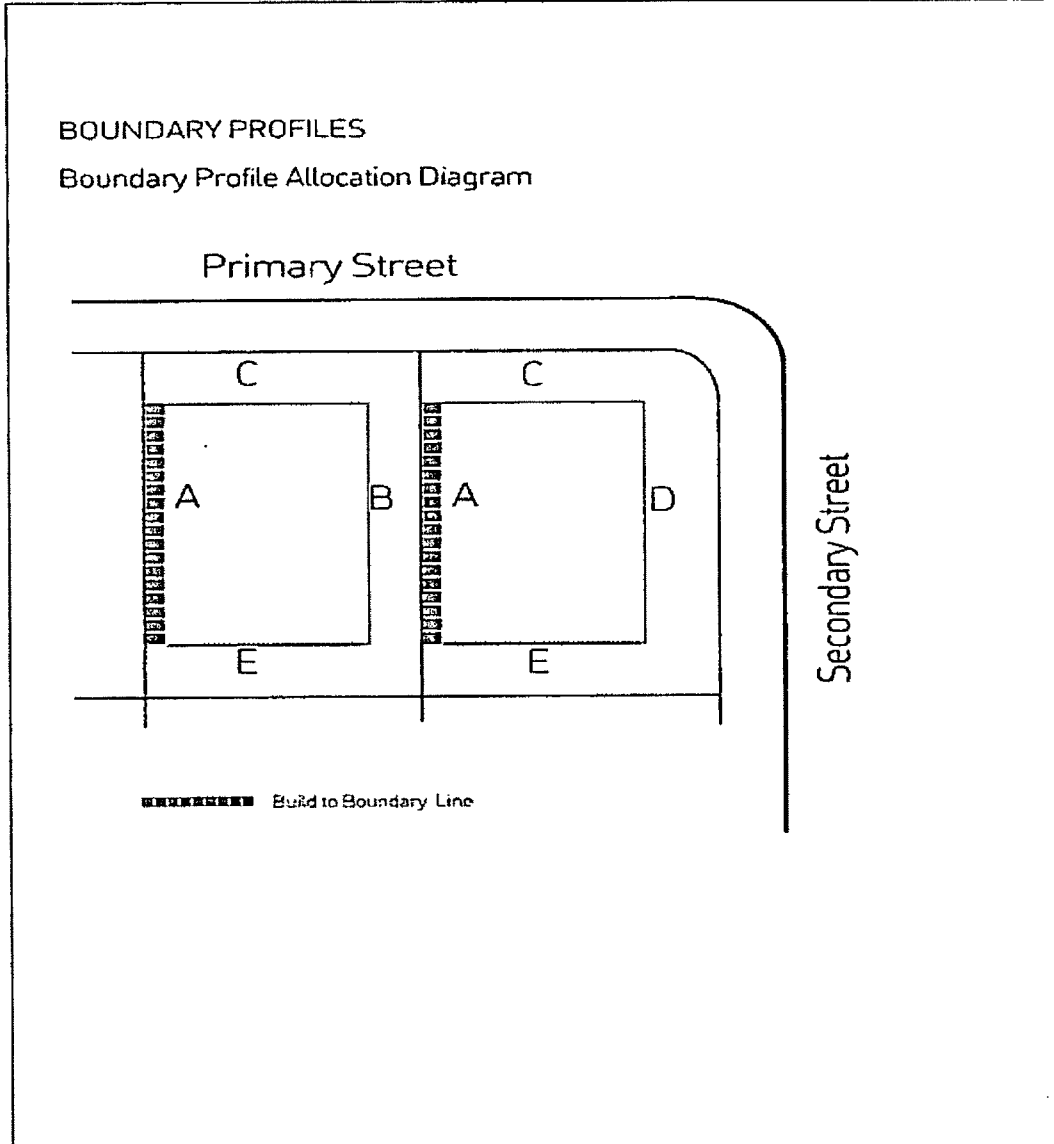 BOUNDARY PROFILES
Boundary Profile Allocation Diagram
Primary Street
C
C
A
B
A
D
Secondary Street
E
E
Build to Boundary Line